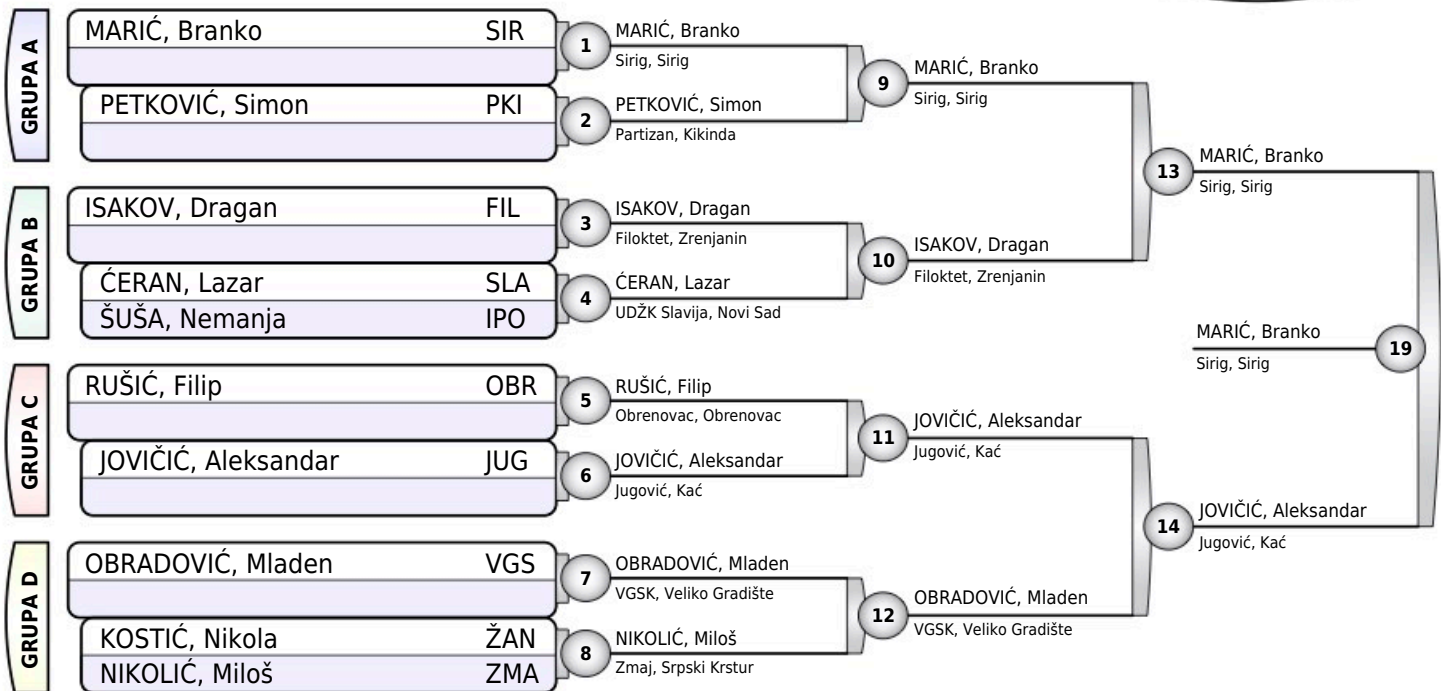 GRUPA A
MARIĆ, Branko SIR
PETKOVIĆ, Simon PKI
1
MARIĆ, Branko
Sirig, Sirig
2
PETKOVIĆ, Simon
Partizan, Kikinda
GRUPA B
ISAKOV, Dragan FIL
ĆERAN, Lazar SLA
ŠUŠA, Nemanja IPO
3
ISAKOV, Dragan
Filoktet, Zrenjanin
4
ĆERAN, Lazar
UDŽK Slavija, Novi Sad
GRUPA C
RUŠIĆ, Filip OBR
JOVIČIĆ, Aleksandar JUG
5
RUŠIĆ, Filip
Obrenovac, Obrenovac
6
JOVIČIĆ, Aleksandar
Jugović, Kać
GRUPA D
OBRADOVIĆ, Mladen VGS
KOSTIĆ, Nikola ŽAN
NIKOLIĆ, Miloš ZMA
7
OBRADOVIĆ, Mladen
VGSK, Veliko Gradište
8
NIKOLIĆ, Miloš
Zmaj, Srpski Krstur
9
MARIĆ, Branko
Sirig, Sirig
10
ISAKOV, Dragan
Filoktet, Zrenjanin
11
JOVIČIĆ, Aleksandar
Jugović, Kać
12
OBRADOVIĆ, Mladen
VGSK, Veliko Gradište
13
MARIĆ, Branko
Sirig, Sirig
14
JOVIČIĆ, Aleksandar
Jugović, Kać
MARIĆ, Branko
Sirig, Sirig
19